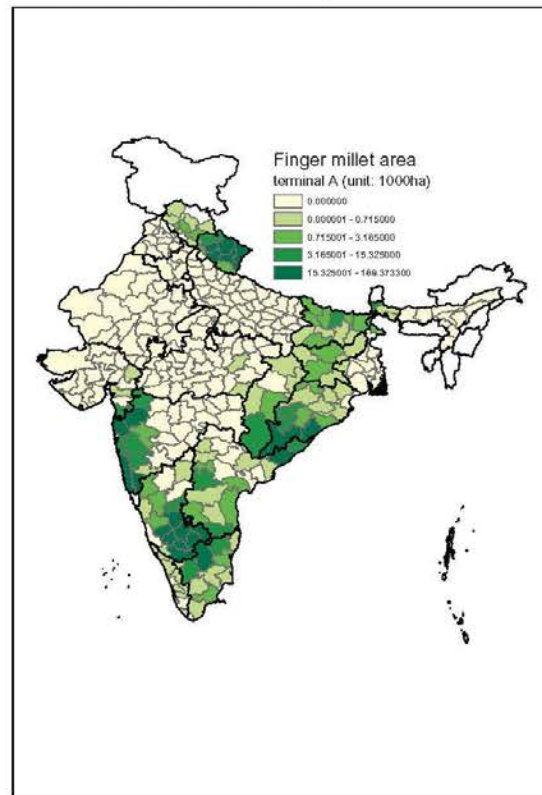 Finger millet area
terminal A (unit: 1000ha)
0.000000
0.000001 - 0.715000
0.715001 - 3.165000
3.165001 - 15.325000
15.325001 - 169.373300